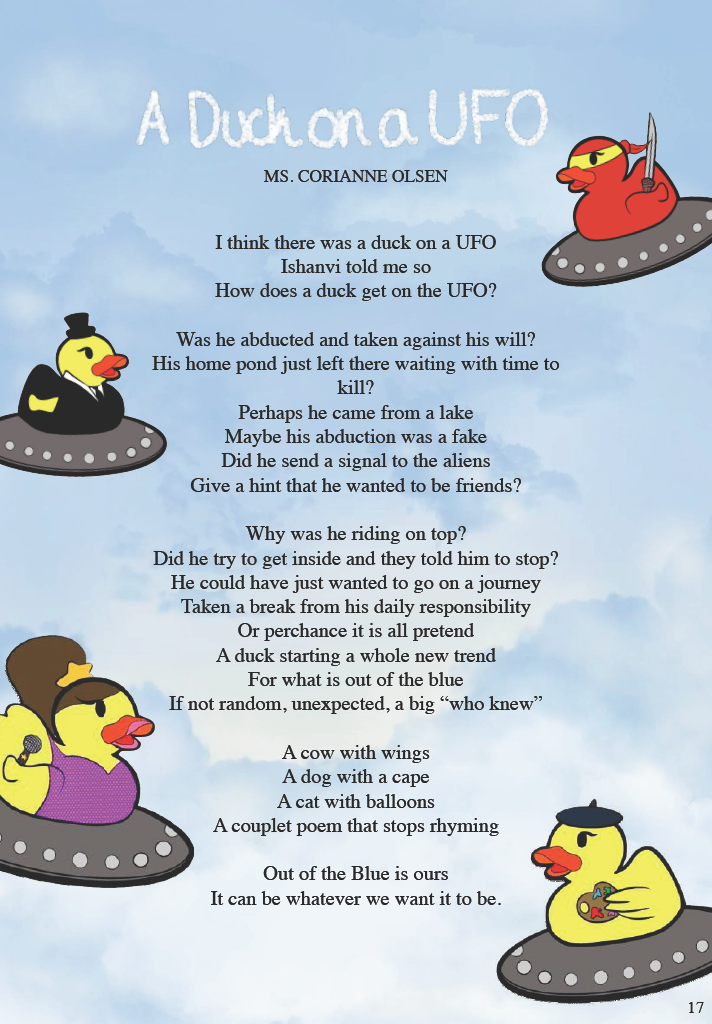 A Duck on a UFO
MS. CORIANNE OLSEN
I think there was a duck on a UFO
Ishanvi told me so
How does a duck get on the UFO?
Was he abducted and taken against his will?
His home pond just left there waiting with time to
kill?
Perhaps he came from a lake
Maybe his abduction was a fake
Did he send a signal to the aliens
Give a hint that he wanted to be friends?
Why was he riding on top?
Did he try to get inside and they told him to stop?
He could have just wanted to go on a journey
Taken a break from his daily responsibility
Or perchance it is all pretend
A duck starting a whole new trend
For what is out of the blue
If not random, unexpected, a big “who knew”
A cow with wings
A dog with a cape
A cat with balloons
A couplet poem that stops rhyming
Out of the Blue is ours
It can be whatever we want it to be.
17